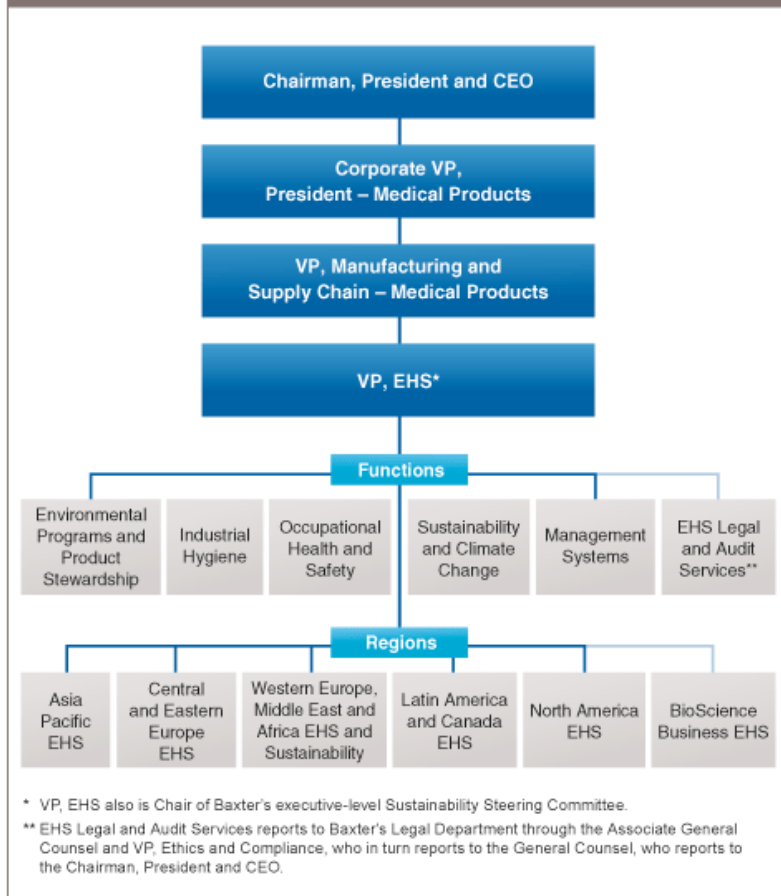 Chairman, President and CEO
Corporate VP,
President – Medical Products
VP, Manufacturing and
Supply Chain – Medical Products
VP, EHS*
Functions
Environmental
Programs and
Product
Stewardship
Industrial
Hygiene
Occupational
Health and
Safety
Sustainability
and Climate
Change
Management
Systems
EHS Legal
and Audit
Services**
Regions
Asia
Pacific
EHS
Central
and Eastern
Europe
EHS
Western Europe,
Middle East and
Africa EHS and
Sustainability
Latin America
and Canada
EHS
North America
EHS
BioScience
Business EHS
* VP, EHS also is Chair of Baxter's executive-level Sustainability Steering Committee.
** EHS Legal and Audit Services reports to Baxter's Legal Department through the Associate General
Counsel and VP, Ethics and Compliance, who in turn reports to the General Counsel, who reports to
the Chairman, President and CEO.